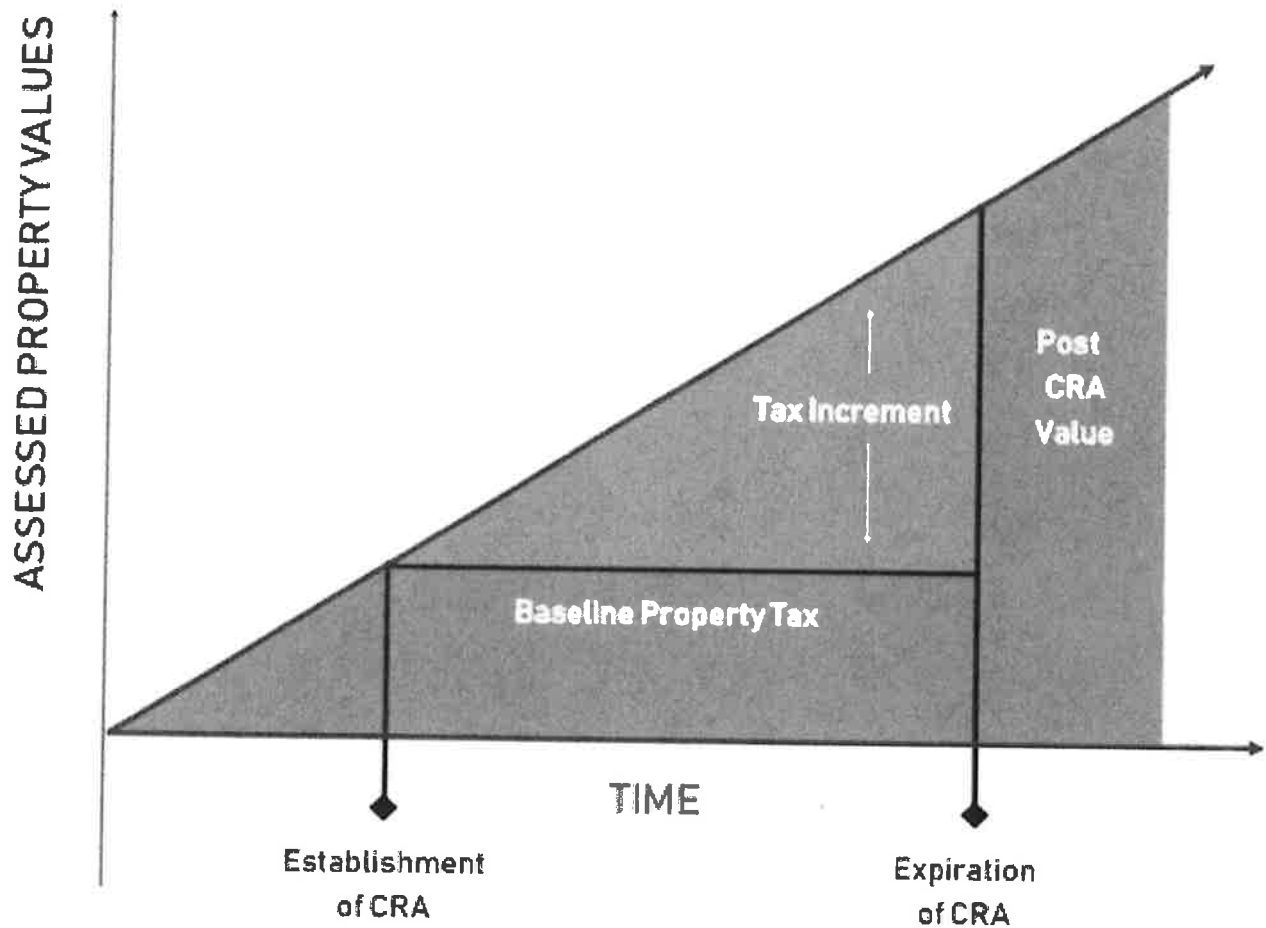 ASSESSED PROPERTY VALUES
Post
CRA
Value
Tax Increment
Baseline Property Tax
TIME
Establishment
of CRA
Expiration
of CRA